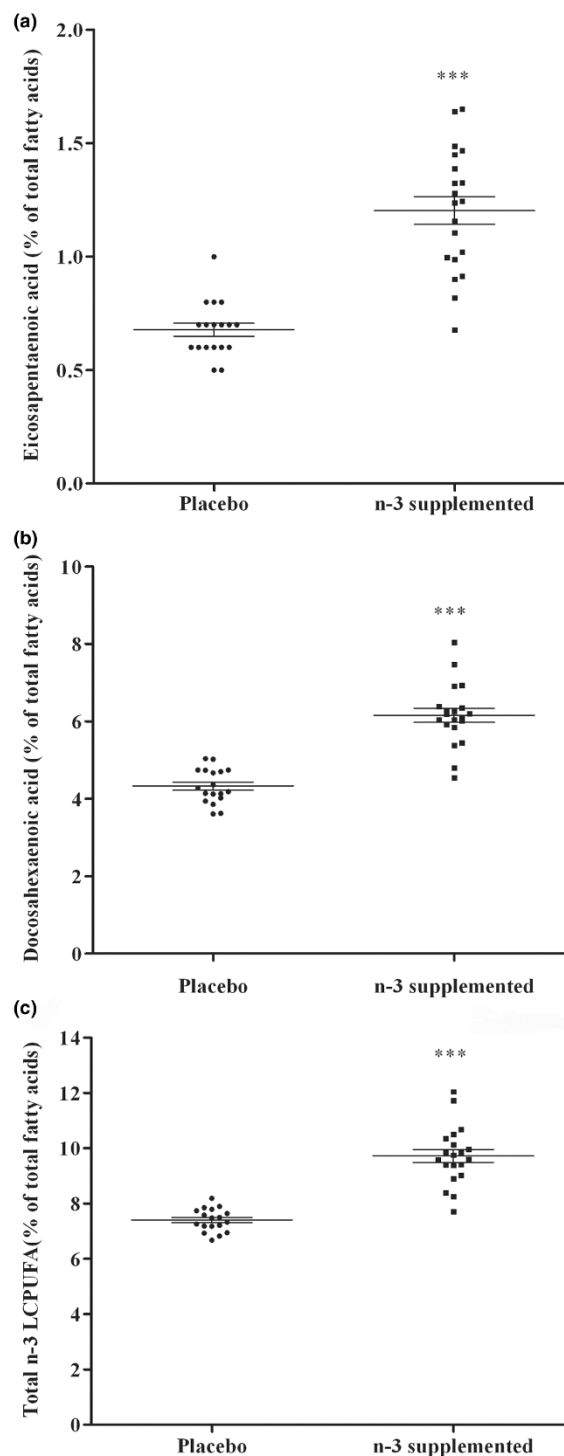 (a)
Eicosapentaenoic acid (% of total fatty acids)
2.0
1.5
1.0
0.5
0.0
***
Placebo
n-3 supplemented
(b)
Docosahexaenoic acid (% of total fatty acids)
10
8
6
4
2
0
***
Placebo
n-3 supplemented
(c)
Total n-3 LCPUFA(% of total fatty acids)
14
12
10
8
6
4
2
0
***
Placebo
n-3 supplemented